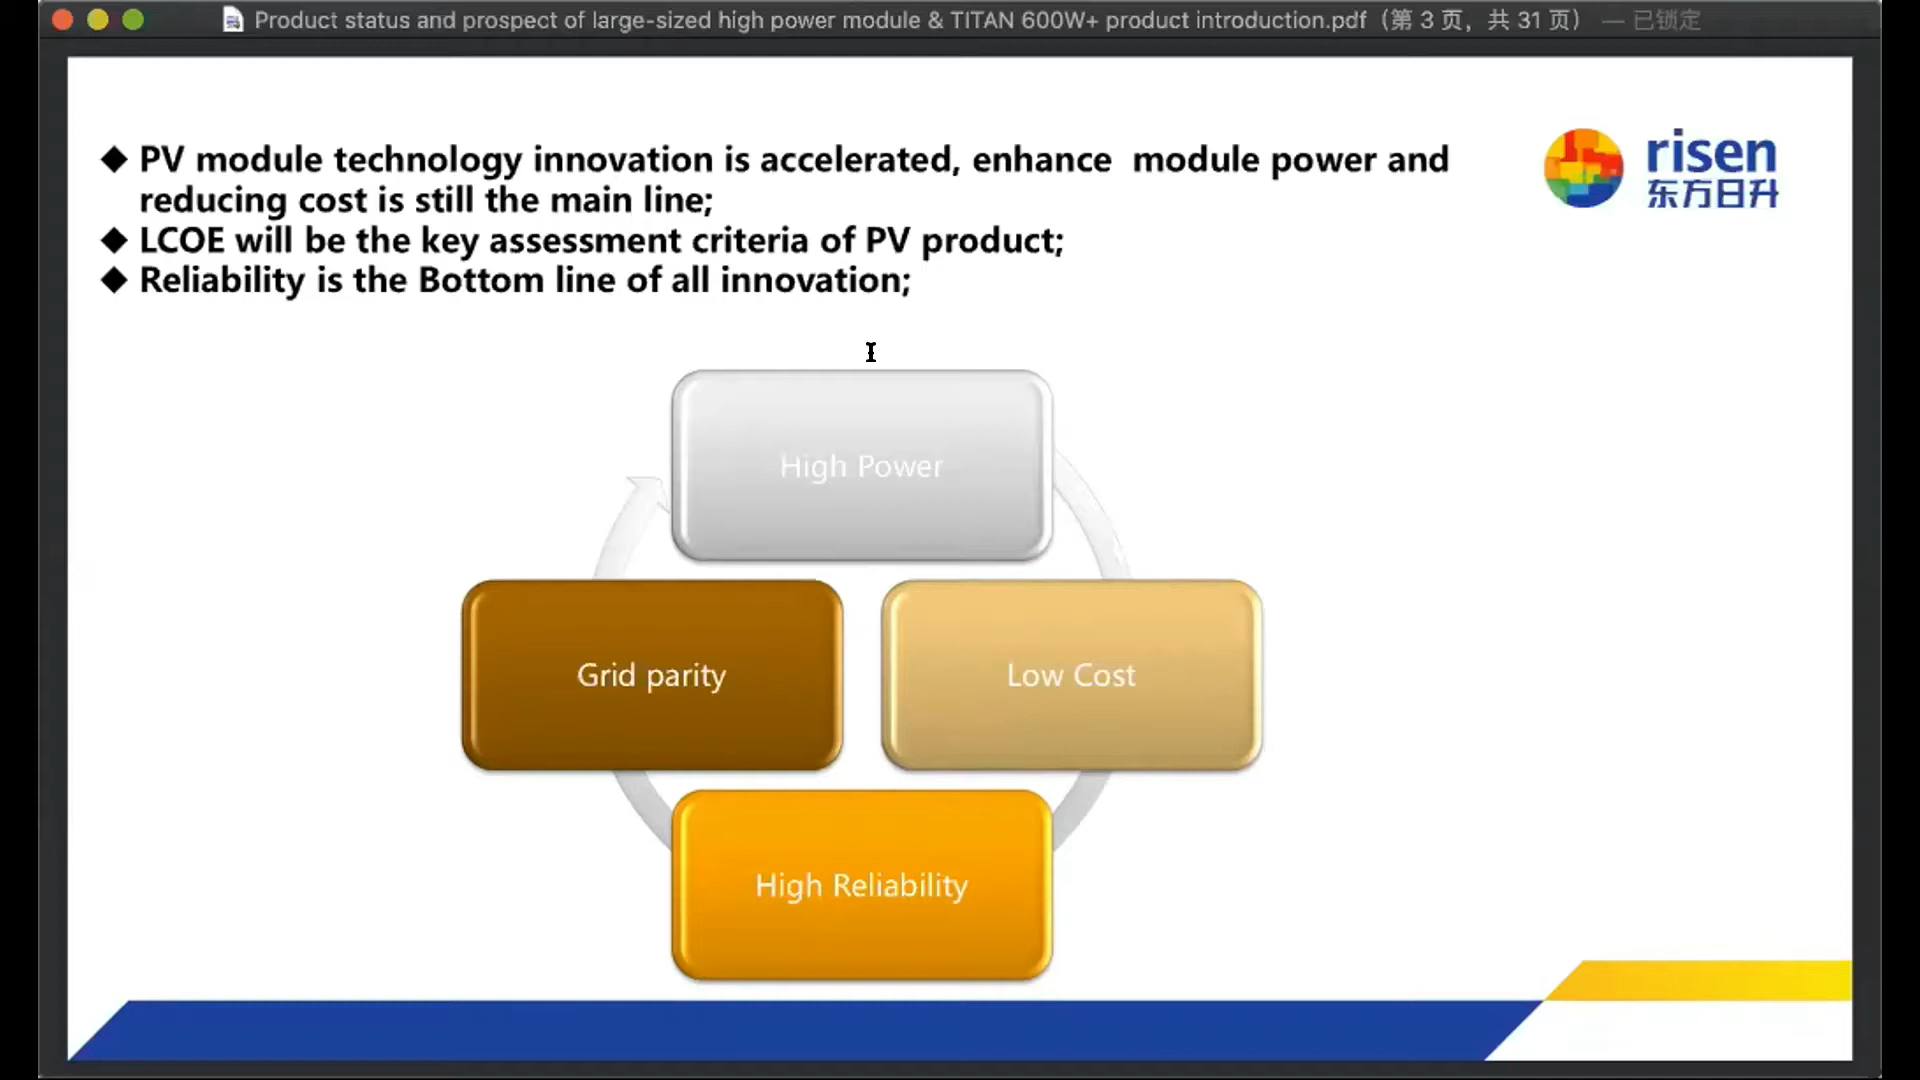 Product status and prospect of large-sized high power module & TITAN 600W+ product introduction.pdf（第 3 页，共 31 页） — 已锁定
◆ PV module technology innovation is accelerated, enhance  module power and
reducing cost is still the main line;
◆ LCOE will be the key assessment criteria of PV product;
◆ Reliability is the Bottom line of all innovation;
risen
东方日升
High Power
Grid parity
Low Cost
High Reliability